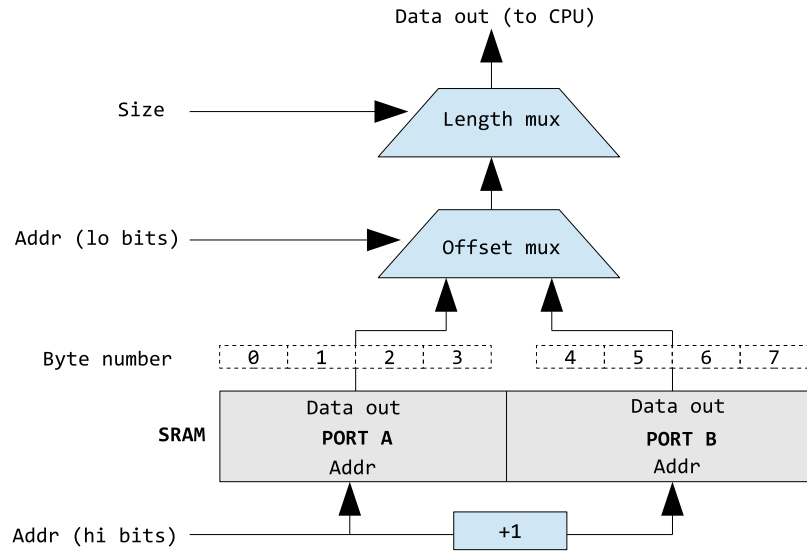 Data out (to CPU)
Size
Length mux
Addr (lo bits)
Offset mux
Byte number
0 1 2 3 4 5 6 7
Data out Data out
SRAM PORT A PORT B
Addr Addr
Addr (hi bits)
+1